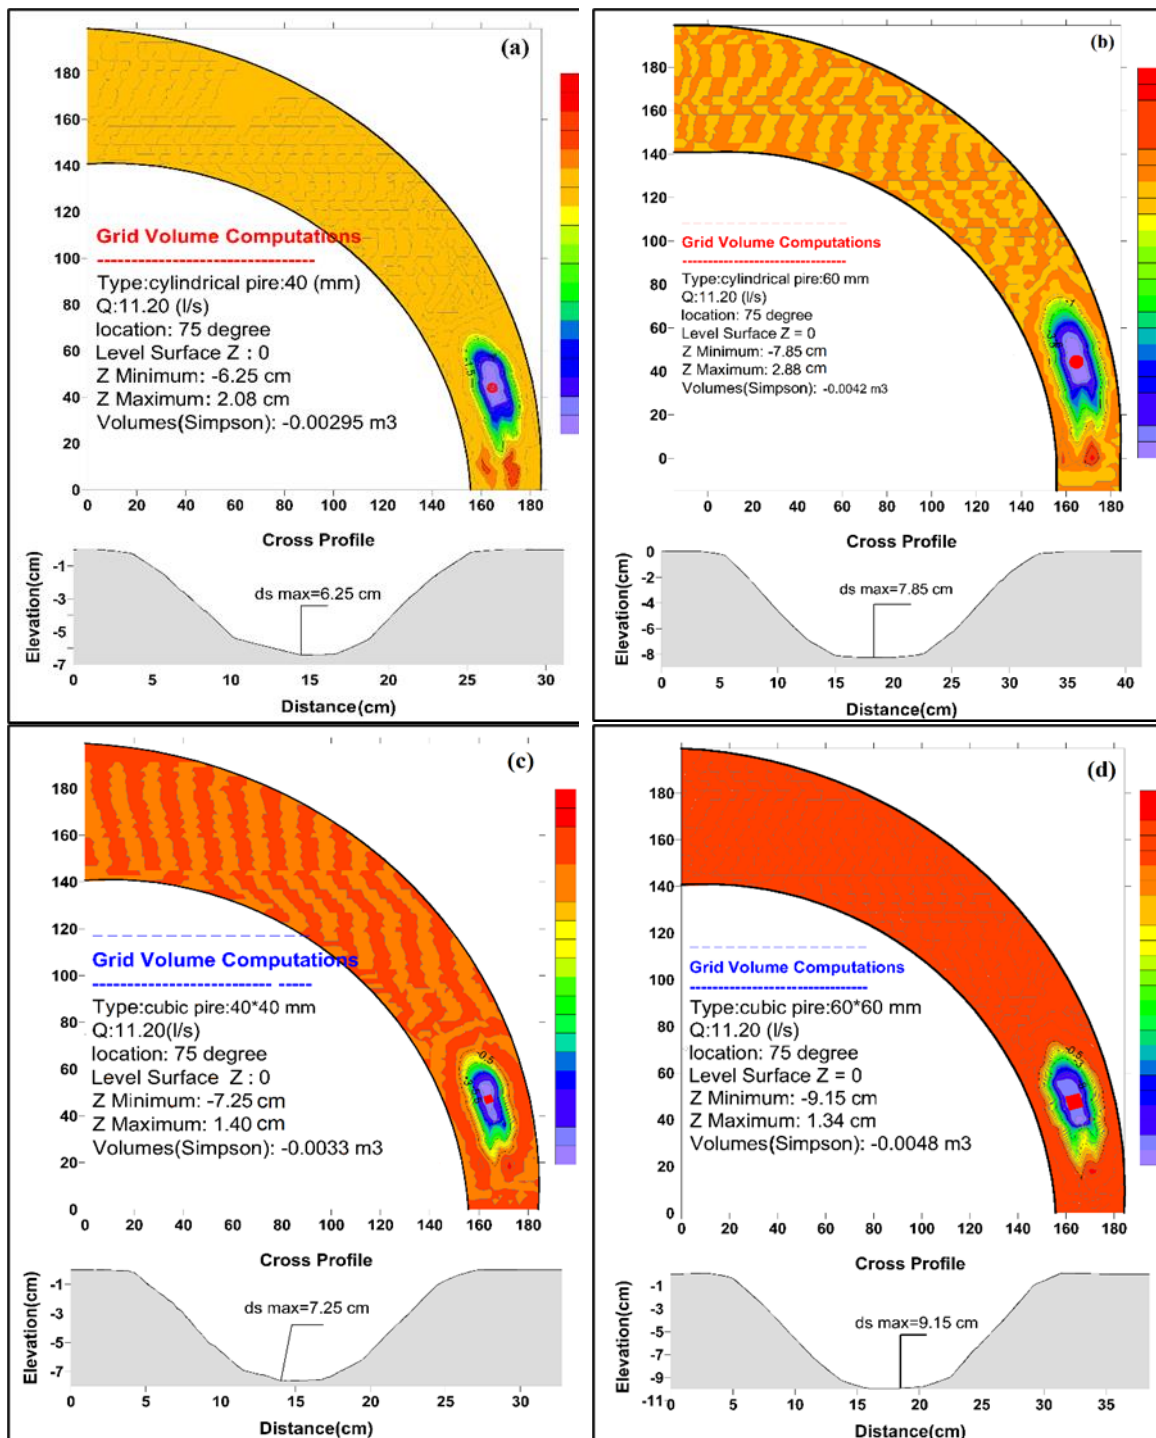 (a)
180
160
140
120
100
80
60
40
20
0
Grid Volume Computations
Type:cylindrical pire:40 (mm)
Q:11.20 (l/s)
location: 75 degree
Level Surface Z : 0
Z Minimum: -6.25 cm
Z Maximum: 2.08 cm
Volumes(Simpson): -0.00295 m3
-1.5
0 20 40 60 80 100 120 140 160 180
Cross Profile
Elevation(cm)
-1
-3
-5
-7
ds max=6.25 cm
0 5 10 15 20 25 30
Distance(cm)
(b)
180
160
140
120
100
80
60
40
20
0
Grid Volume Computations
Type:cylindrical pire:60 mm
Q:11.20 (l/s)
location: 75 degree
Level Surface Z = 0
Z Minimum: -7.85 cm
Z Maximum: 2.88 cm
Volumes(Simpson): -0.0042 m3
-1
0 20 40 60 80 100 120 140 160 180
Cross Profile
Elevation(cm)
0
-2
-4
-6
-8
ds max=7.85 cm
0 5 10 15 20 25 30 35 40
Distance(cm)
(c)
180
160
140
120
100
80
60
40
20
0
Grid Volume Computations
Type:cubic pire:40*40 mm
Q:11.20(l/s)
location: 75 degree
Level Surface Z : 0
Z Minimum: -7.25 cm
Z Maximum: 1.40 cm
Volumes(Simpson): -0.0033 m3
-0.5
0 20 40 60 80 100 120 140 160 180
Cross Profile
Elevation(cm)
-1
-3
-5
-7
ds max=7.25 cm
0 5 10 15 20 25 30
Distance(cm)
(d)
180
160
140
120
100
80
60
40
20
0
Grid Volume Computations
Type:cubic pire:60*60 mm
Q:11.20 (l/s)
location: 75 degree
Level Surface Z = 0
Z Minimum: -9.15 cm
Z Maximum: 1.34 cm
Volumes(Simpson): -0.0048 m3
-0.5
0 20 40 60 80 100 120 140 160 180
Cross Profile
Elevation(cm)
-1
-3
-5
-7
-9
-11
ds max=9.15 cm
0 5 10 15 20 25 30 35
Distance(cm)